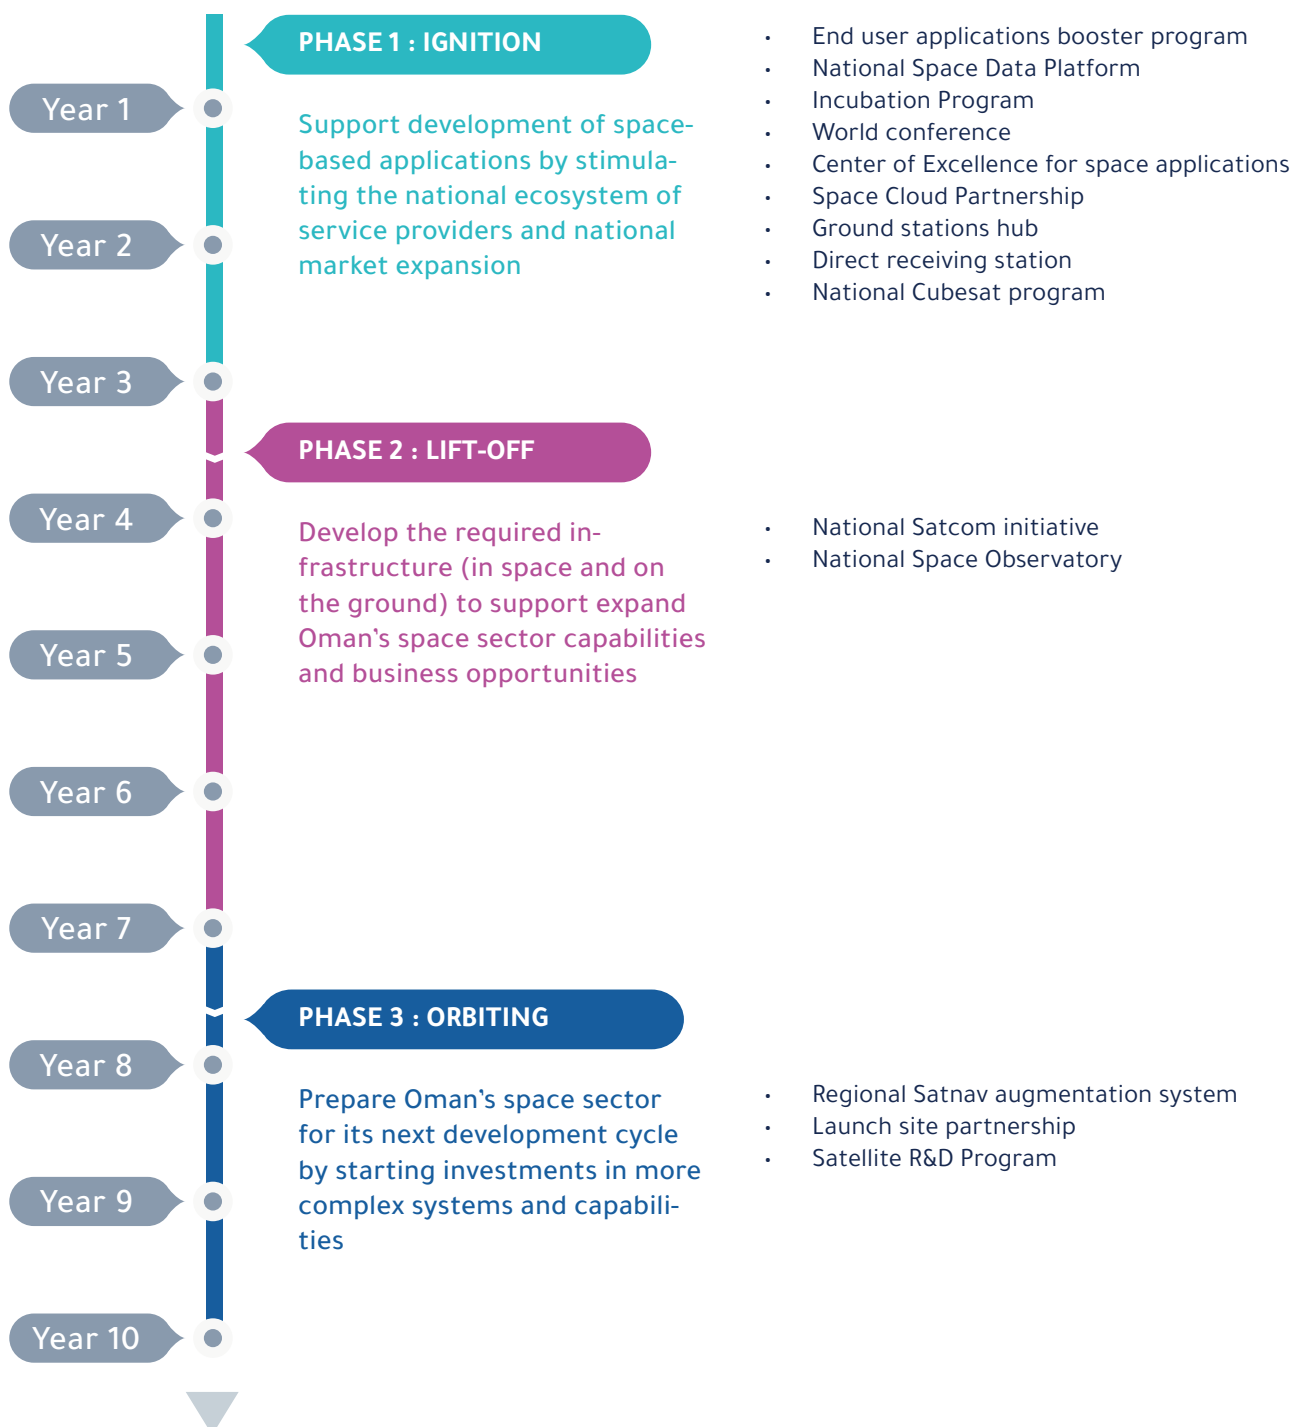 PHASE 1 : IGNITION
Year 1
Support development of space-
based applications by stimula-
ting the national ecosystem of
service providers and national
market expansion
• End user applications booster program
• National Space Data Platform
• Incubation Program
• World conference
• Center of Excellence for space applications
• Space Cloud Partnership
• Ground stations hub
• Direct receiving station
• National Cubesat program
Year 2
Year 3
PHASE 2 : LIFT-OFF
Year 4
Develop the required in-
frastructure (in space and on
the ground) to support expand
Oman's space sector capabilities
and business opportunities
• National Satcom initiative
• National Space Observatory
Year 5
Year 6
Year 7
PHASE 3 : ORBITING
Year 8
Prepare Oman's space sector
for its next development cycle
by starting investments in more
complex systems and capabili-
ties
• Regional Satnav augmentation system
• Launch site partnership
• Satellite R&D Program
Year 9
Year 10